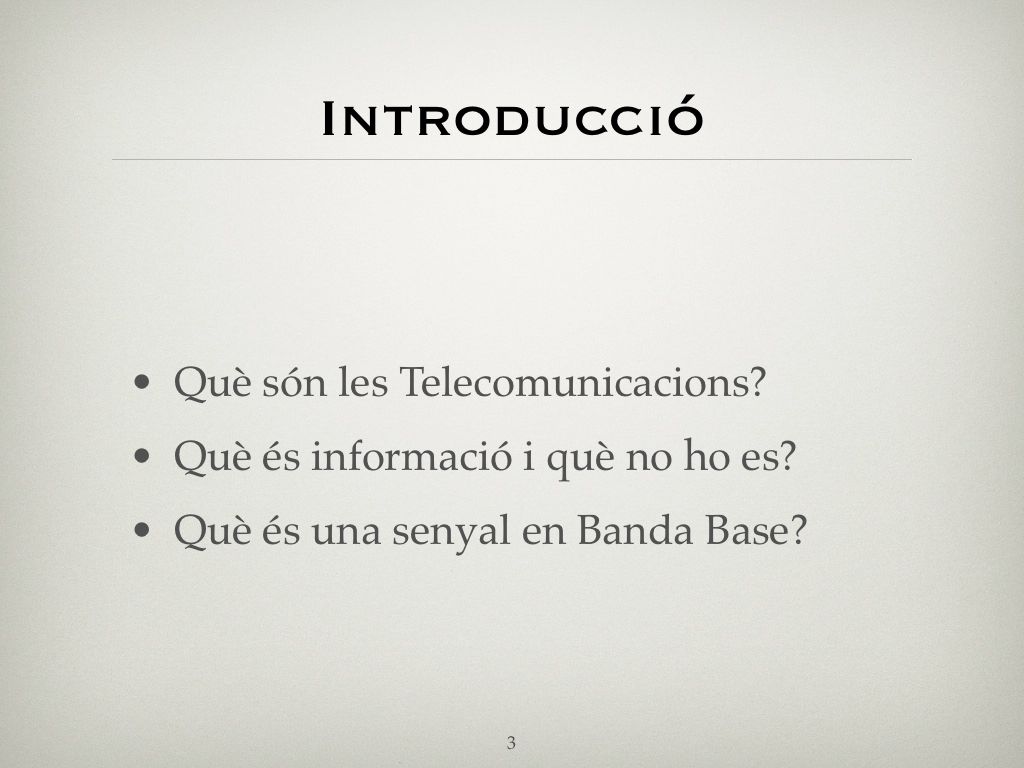 Introducció
• Què són les Telecomunicacions?
• Què és informació i què no ho es?
• Què és una senyal en Banda Base?
3